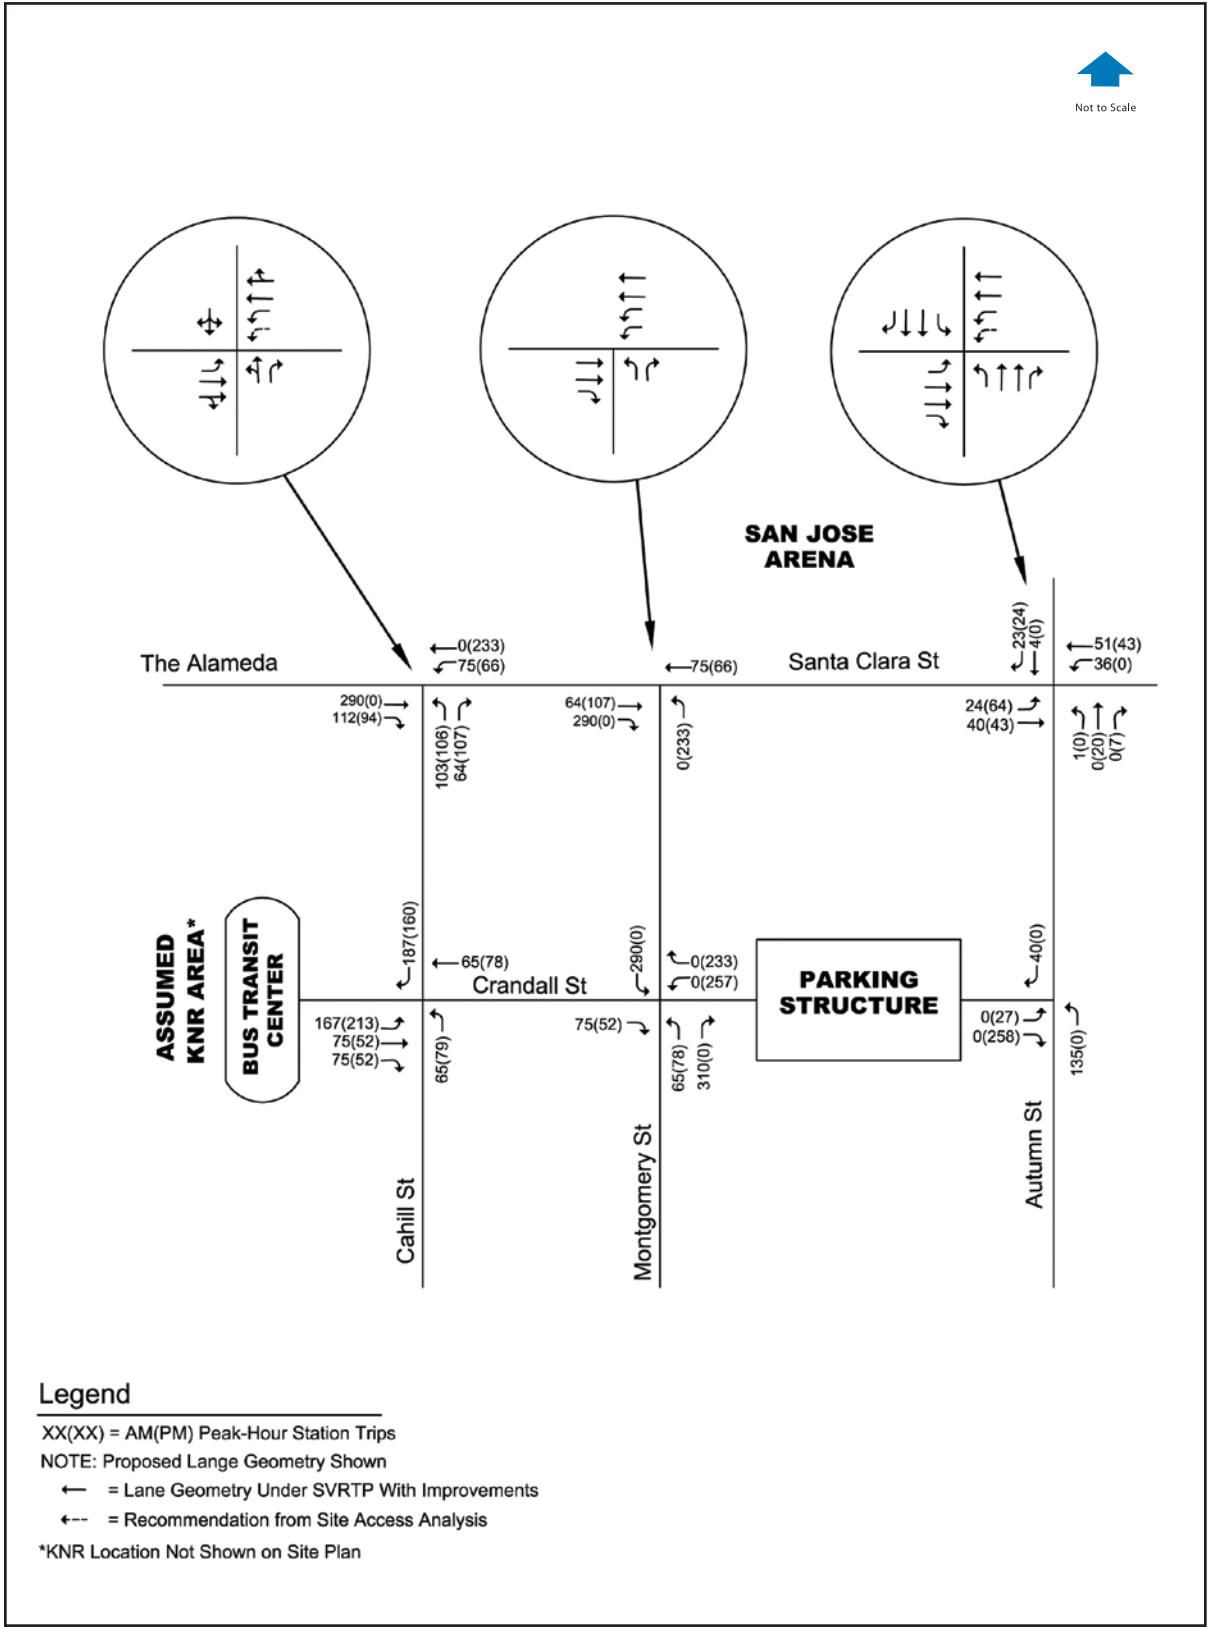 Not to Scale
SAN JOSE
ARENA
The Alameda
0(233)
75(66)
290(0)
112(94)
103(106)
64(107)
75(66)
64(107)
290(0)
0(233)
Santa Clara St
23(24)
4(0)
51(43)
36(0)
24(64)
40(43)
1(0)
0(20)
0(7)
ASSUMED
KNR AREA*
BUS TRANSIT
CENTER
187(160)
65(78)
Crandall St
167(213)
75(52)
75(52)
65(79)
290(0)
0(233)
0(257)
75(52)
65(78)
310(0)
PARKING
STRUCTURE
40(0)
0(27)
0(258)
135(0)
Cahill St
Montgomery St
Autumn St
Legend
XX(XX) = AM(PM) Peak-Hour Station Trips
NOTE: Proposed Lange Geometry Shown
= Lane Geometry Under SVRTP With Improvements
= Recommendation from Site Access Analysis
*KNR Location Not Shown on Site Plan